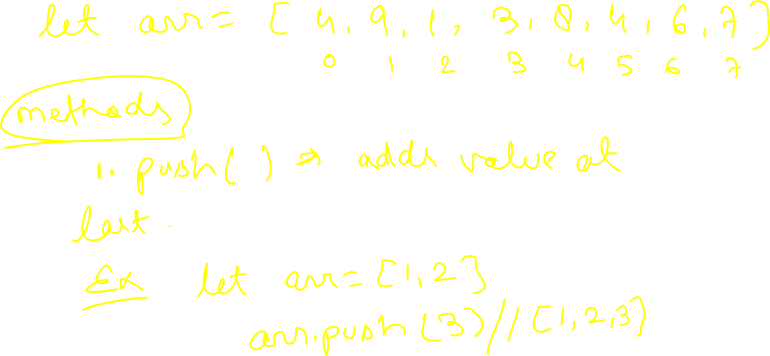 let arr = [ 4, 9, 1, 3, 8, 4, 6, 7 ]
0 1 2 3 4 5 6 7
methods
1. push( ) ⇒ adds value at
last.
Ex let arr = [1, 2]
arr.push (3) // [1, 2, 3]